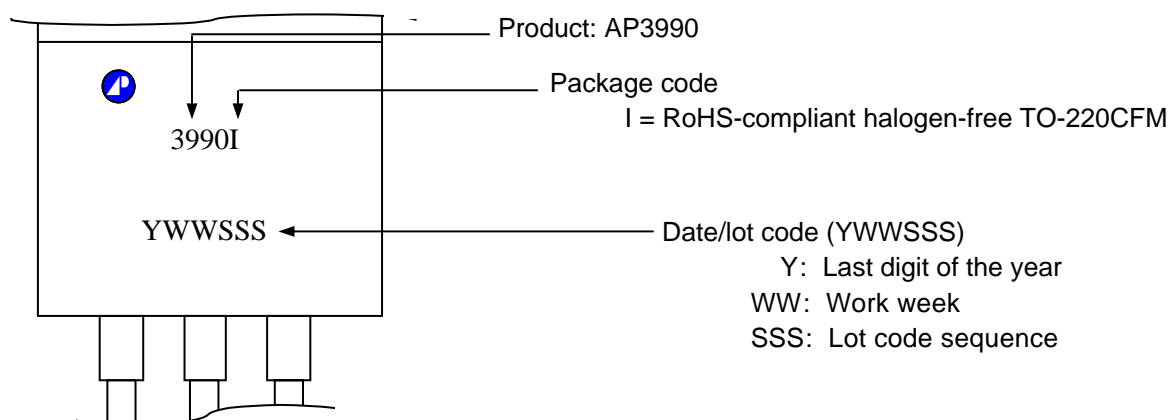 Product: AP3990
AP
Package code
I = RoHS-compliant halogen-free TO-220CFM
3990I
YWWSSS
Date/lot code (YWWSSS)
Y: Last digit of the year
WW: Work week
SSS: Lot code sequence